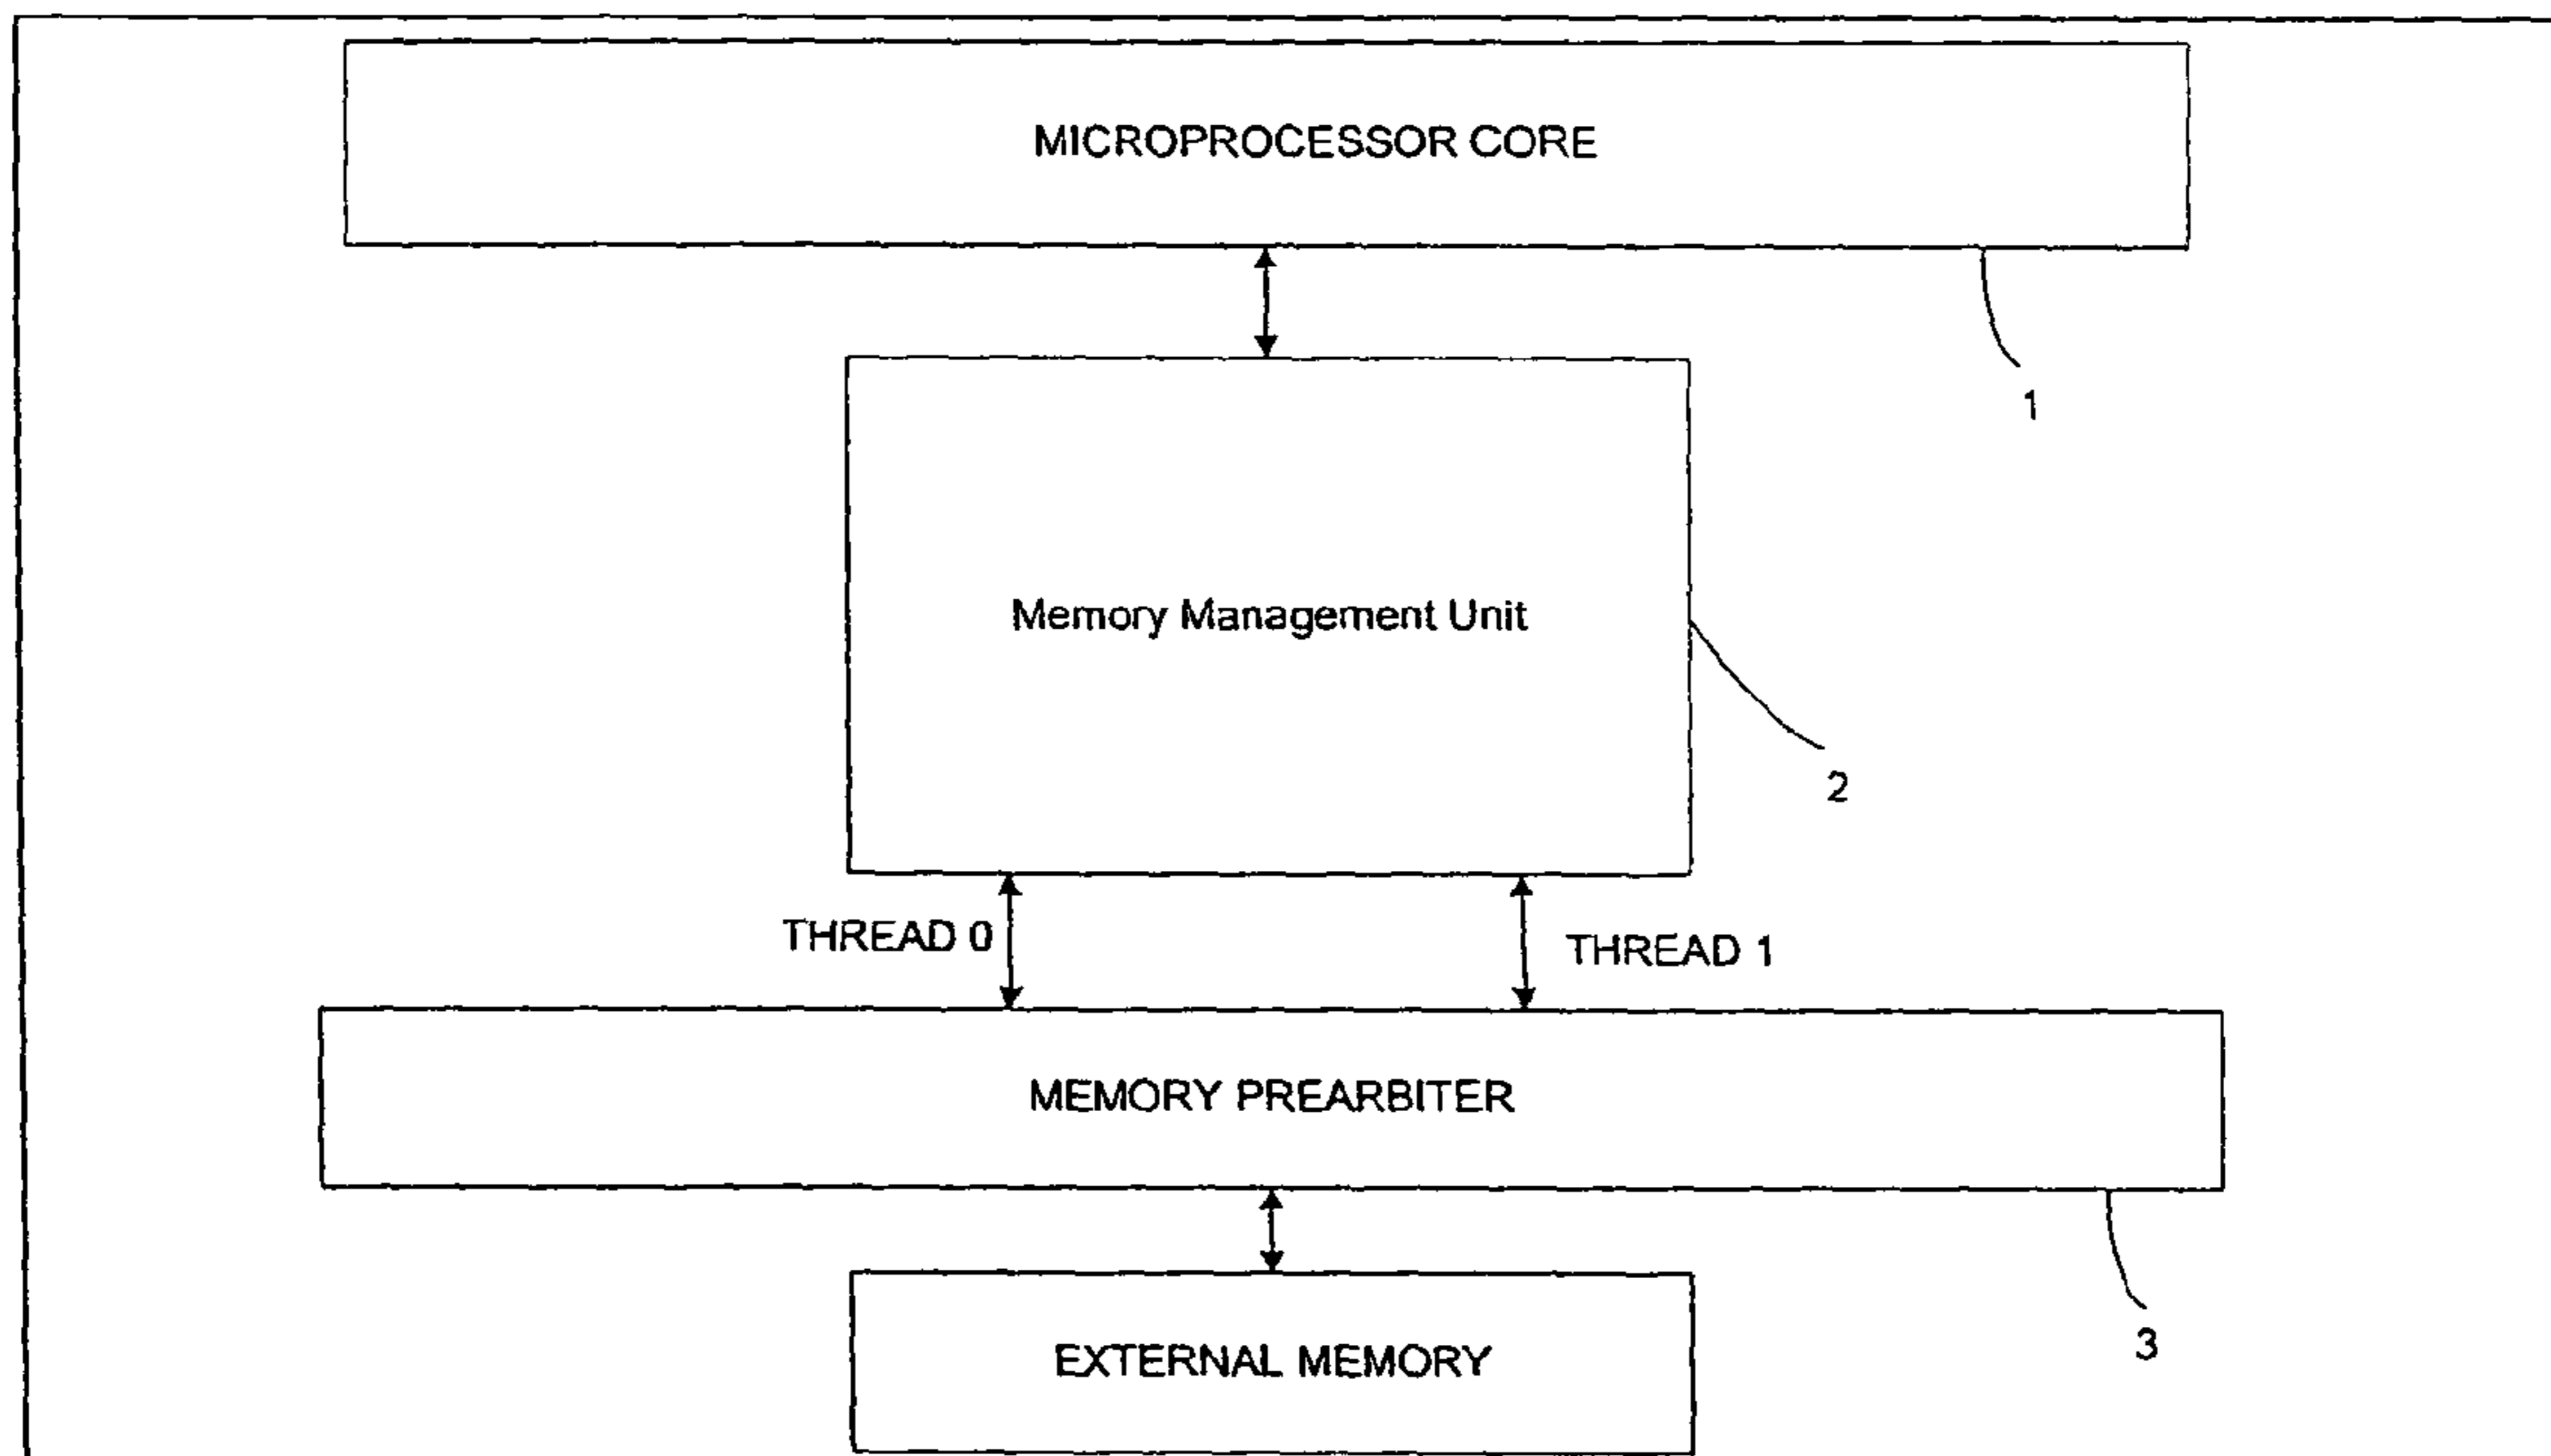 MICROPROCESSOR CORE
1
Memory Management Unit
2
THREAD 0
THREAD 1
MEMORY PREARBITER
3
EXTERNAL MEMORY